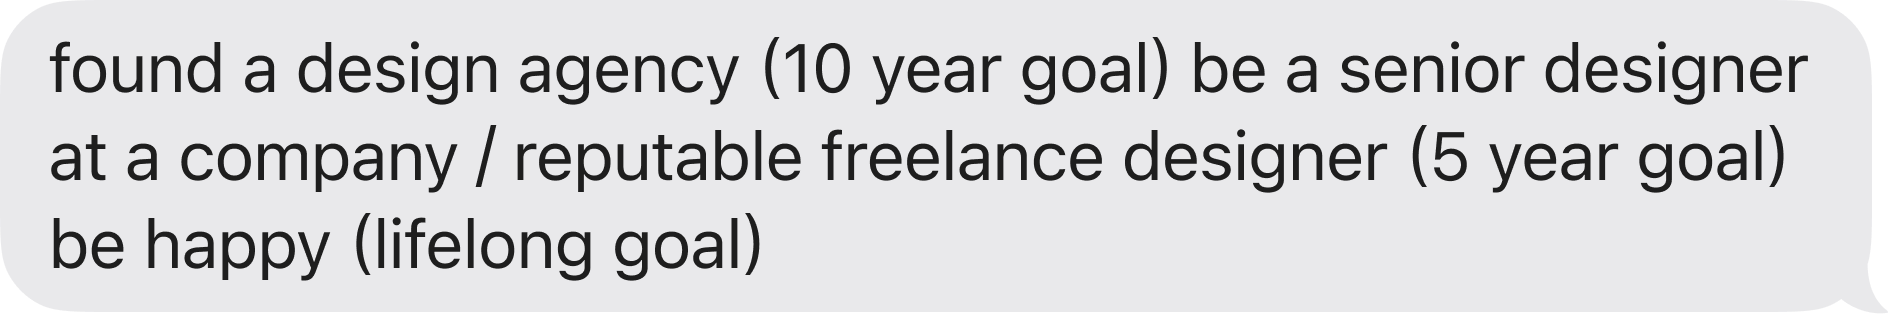 found a design agency (10 year goal) be a senior designer
at a company / reputable freelance designer (5 year goal)
be happy (lifelong goal)